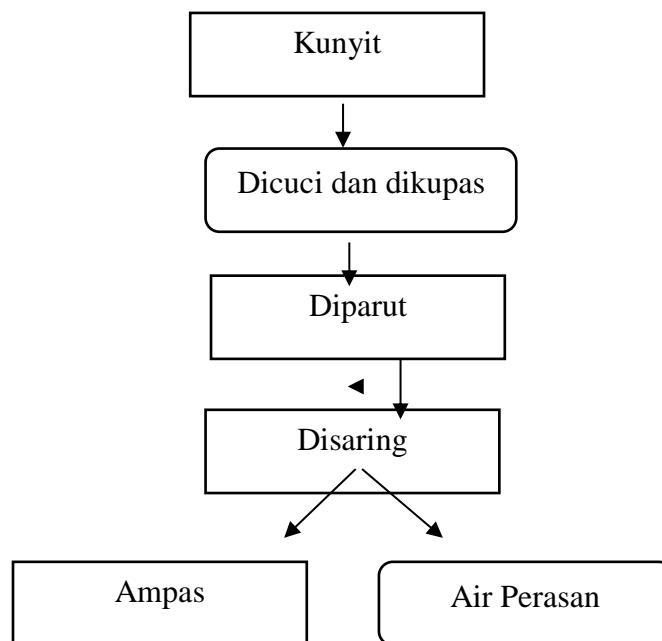 Kunyit
Dicuci dan dikupas
Diparut
Disaring
Ampas
Air Perasan